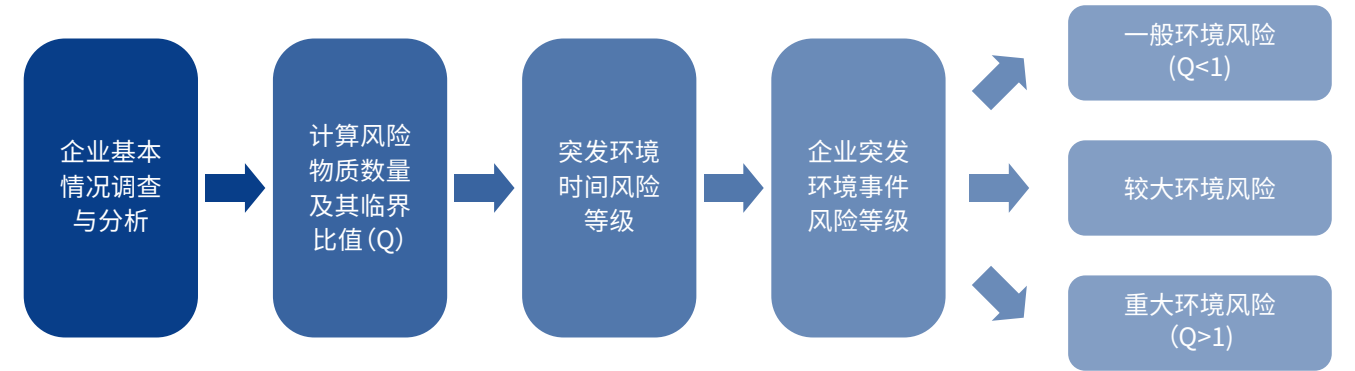 企业基本
情况调查
与分析
计算风险
物质数量
及其临界
比值（Q）
突发环境
时间风险
等级
企业突发
环境事件
风险等级
一般环境风险
(Q<1)
较大环境风险
重大环境风险
（Q>1)